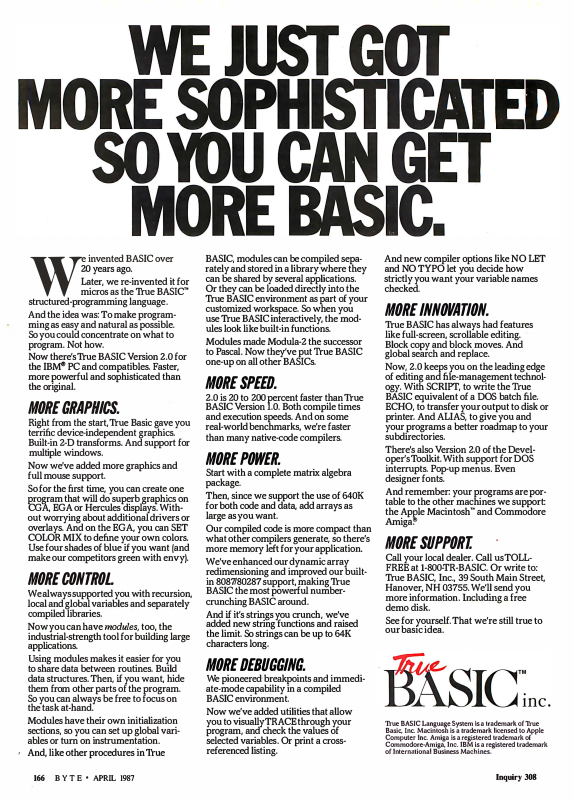 WE JUST GOT
MORE SOPHISTICATED
SO YOU CAN GET
MORE BASIC.
We invented BASIC over
20 years ago.
Later, we re-invented it for
micros as the True BASIC™
structured-programming language.
And the idea was: To make program-
ming as easy and natural as possible.
So you could concentrate on what to
program. Not how.
Now there's True BASIC Version 2.0 for
the IBM® PC and compatibles. Faster,
more powerful and sophisticated than
the original.
MORE GRAPHICS.
Right from the start, True Basic gave you
terrific device-independent graphics.
Built-in 2-D transforms. And support for
multiple windows.
Now we've added more graphics and
full mouse support.
So for the first time, you can create one
program that will do superb graphics on
CGA, EGA or Hercules displays. With-
out worrying about additional drivers or
overlays. And on the EGA, you can SET
COLOR MIX to define your own colors.
Use four shades of blue if you want (and
make our competitors green with envy).
MORE CONTROL.
We always supported you with recursion,
local and global variables and separately
compiled libraries.
Now you can have modules, too, the
industrial-strength tool for building large
applications.
Using modules makes it easier for you
to share data between routines. Build
data structures. Then, if you want, hide
them from other parts of the program.
So you can always be free to focus on
the task at-hand.
Modules have their own initialization
sections, so you can set up global vari-
ables or turn on instrumentation.
And, like other procedures in True
BASIC, modules can be compiled sepa-
rately and stored in a library where they
can be shared by several applications.
Or they can be loaded directly into the
True BASIC environment as part of your
customized workspace. So when you
use True BASIC interactively, the mod-
ules look like built-in functions.
Modules made Modula-2 the successor
to Pascal. Now they've put True BASIC
one-up on all other BASICs.
MORE SPEED.
2.0 is 20 to 200 percent faster than True
BASIC Version 1.0. Both compile times
and execution speeds. And on some
real-world benchmarks, we're faster
than many native-code compilers.
MORE POWER.
Start with a complete matrix algebra
package.
Then, since we support the use of 640K
for both code and data, add arrays as
large as you want.
Our compiled code is more compact than
what other compilers generate, so there's
more memory left for your application.
We've enhanced our dynamic array
redimensioning and improved our built-
in 8087/80287 support, making True
BASIC the most powerful number-
crunching BASIC around.
And if it's strings you crunch, we've
added new string functions and raised
the limit. So strings can be up to 64K
characters long.
MORE DEBUGGING.
We pioneered breakpoints and immedi-
ate-mode capability in a compiled
BASIC environment.
Now we've added utilities that allow
you to visually TRACE through your
program, and check the values of
selected variables. Or print a cross-
referenced listing.
And new compiler options like NO LET
and NO TYPO let you decide how
strictly you want your variable names
checked.
MORE INNOVATION.
True BASIC has always had features
like full-screen, scrollable editing.
Block copy and block moves. And
global search and replace.
Now, 2.0 keeps you on the leading edge
of editing and file-management technol-
ogy. With SCRIPT, to write the True
BASIC equivalent of a DOS batch file.
ECHO, to transfer your output to disk or
printer. And ALIAS, to give you and
your programs a better roadmap to your
subdirectories.
There's also Version 2.0 of the Devel-
oper's Toolkit. With support for DOS
interrupts. Pop-up menus. Even
designer fonts.
And remember: your programs are por-
table to the other machines we support:
the Apple Macintosh™ and Commodore
Amiga.®
MORE SUPPORT.
Call your local dealer. Call us TOLL-
FREE at 1-800-TR-BASIC. Or write to:
True BASIC, Inc., 39 South Main Street,
Hanover, NH 03755. We'll send you
more information. Including a free
demo disk.
See for yourself. That we're still true to
our basic idea.
True
BASIC™ inc.
True BASIC Language System is a trademark of True
Basic, Inc. Macintosh is a trademark licensed to Apple
Computer Inc. Amiga is a registered trademark of
Commodore-Amiga, Inc. IBM is a registered trademark
of International Business Machines.
166 BYTE • APRIL 1987
Inquiry 308